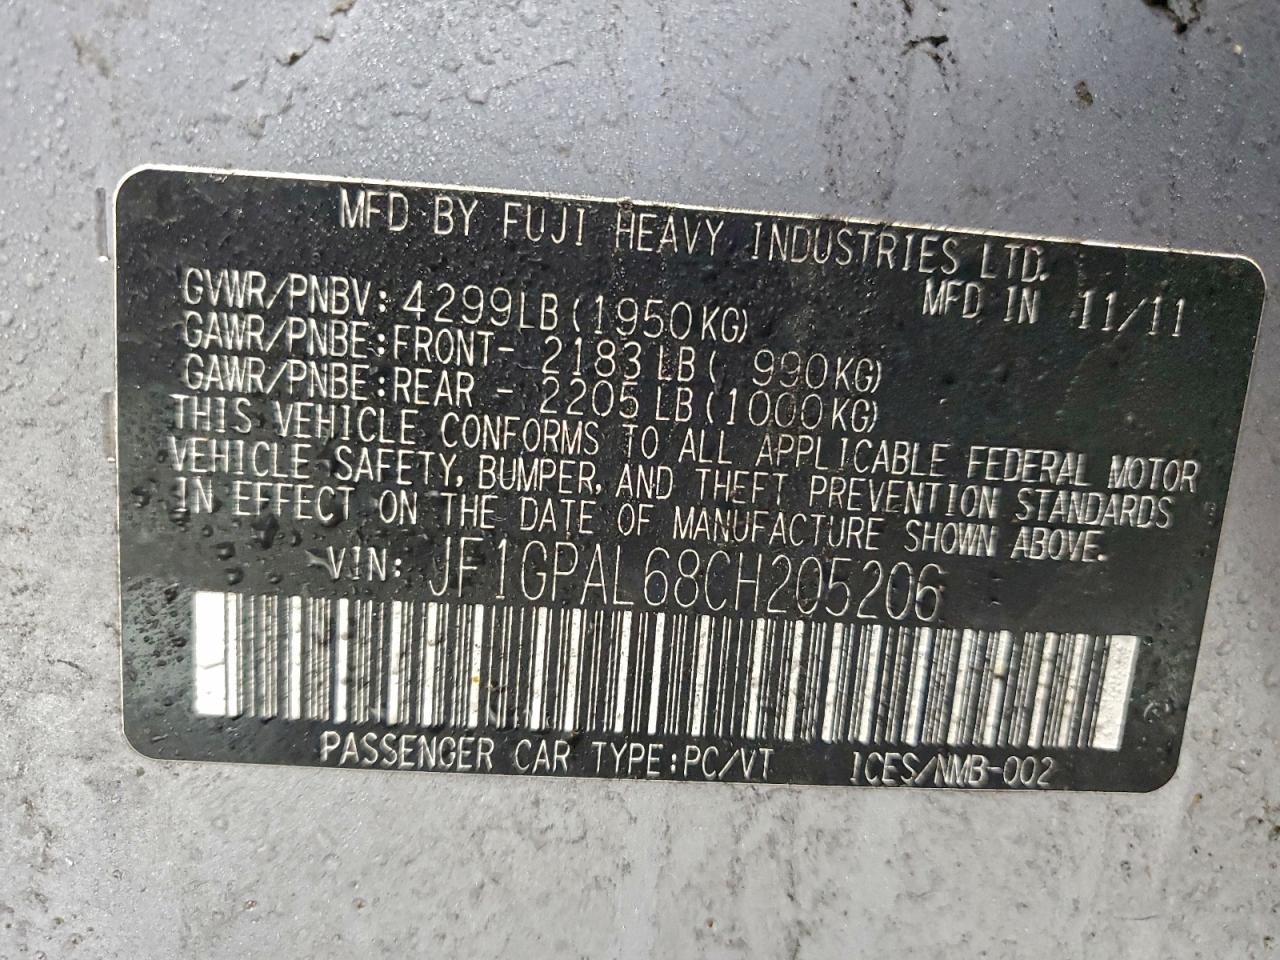 MFD BY FUJI HEAVY INDUSTRIES LTD.
MFD IN 11/11
GVWR/PNBV: 4299LB(1950KG)
GAWR/PNBE:FRONT- 2183LB( 990KG)
GAWR/PNBE:REAR - 2205LB(1000KG)
THIS VEHICLE CONFORMS TO ALL APPLICABLE FEDERAL MOTOR
VEHICLE SAFETY, BUMPER, AND THEFT PREVENTION STANDARDS
IN EFFECT ON THE DATE OF MANUFACTURE SHOWN ABOVE.
VIN: JF1GPAL68CH205206
PASSENGER CAR TYPE:PC/VT ICES/NMB-002